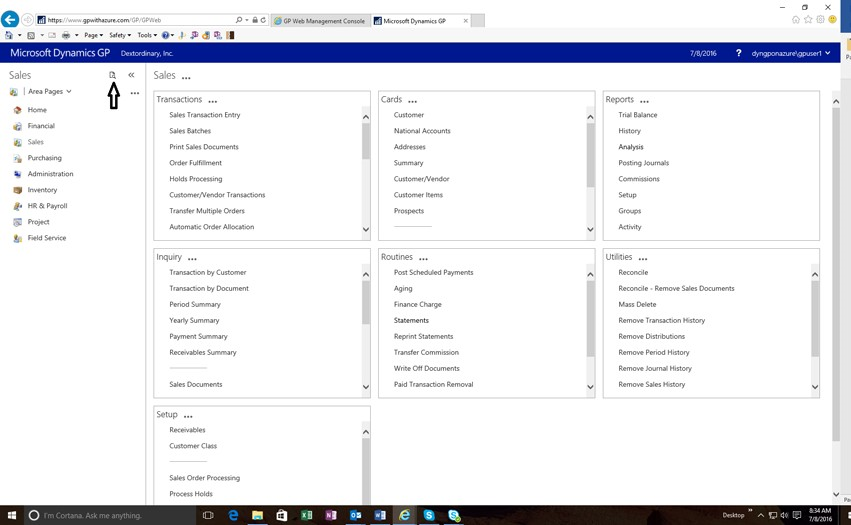 https://www.gpwithazure.com/GP/GPWeb
GP Web Management Console
Microsoft Dynamics GP
Page
Safety
Tools
Microsoft Dynamics GP
Dextordinary, Inc.
7/8/2016
?
dyngponazure\gpuser1
Sales
Area Pages
Home
Financial
Sales
Purchasing
Administration
Inventory
HR & Payroll
Project
Field Service
Sales
Transactions
Sales Transaction Entry
Sales Batches
Print Sales Documents
Order Fulfillment
Holds Processing
Customer/Vendor Transactions
Transfer Multiple Orders
Automatic Order Allocation
Cards
Customer
National Accounts
Addresses
Summary
Customer/Vendor
Customer Items
Prospects
Reports
Trial Balance
History
Analysis
Posting Journals
Commissions
Setup
Groups
Activity
Inquiry
Transaction by Customer
Transaction by Document
Period Summary
Yearly Summary
Payment Summary
Receivables Summary
Sales Documents
Routines
Post Scheduled Payments
Aging
Finance Charge
Statements
Reprint Statements
Transfer Commission
Write Off Documents
Paid Transaction Removal
Utilities
Reconcile
Reconcile - Remove Sales Documents
Mass Delete
Remove Transaction History
Remove Distributions
Remove Period History
Remove Journal History
Remove Sales History
Setup
Receivables
Customer Class
Sales Order Processing
Process Holds
I'm Cortana. Ask me anything.
Desktop
8:34 AM
7/8/2016